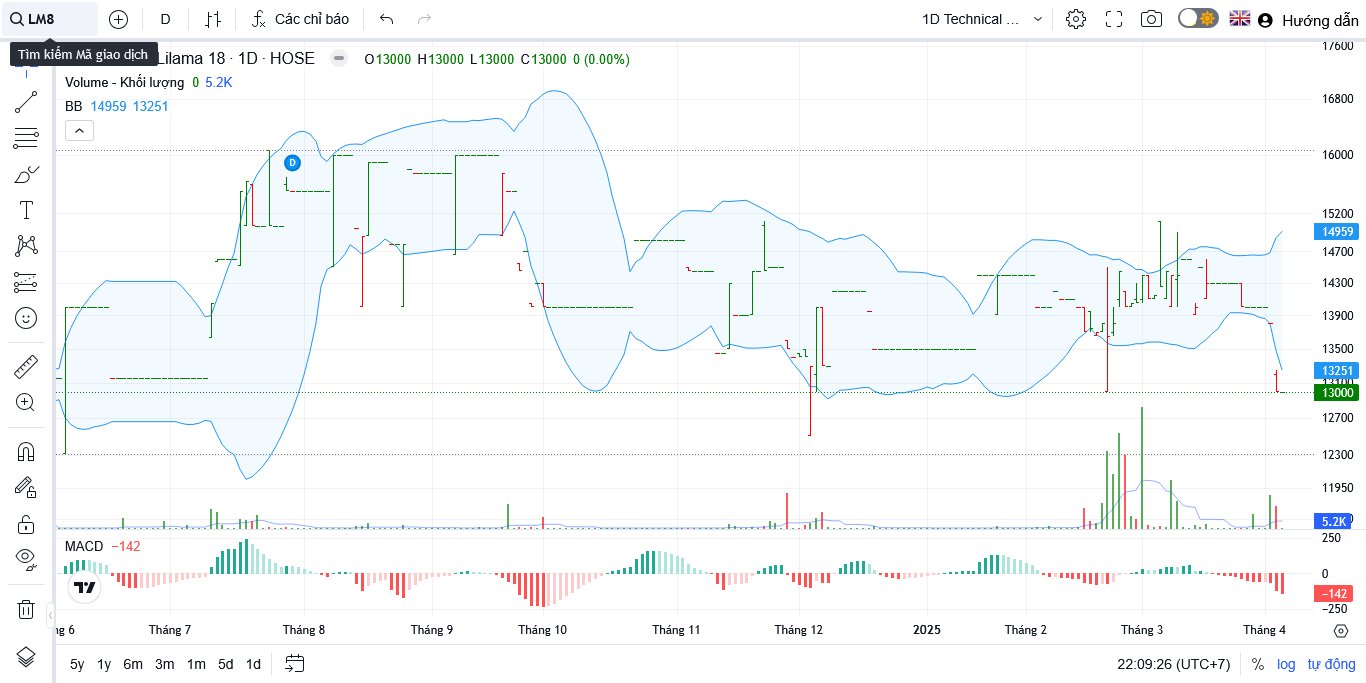 LM8
D
Các chỉ báo
1D Technical ...
Hướng dẫn
Tìm kiếm Mã giao dịch
Lilama 18 · 1D · HOSE
O13000 H13000 L13000 C13000 0 (0.00%)
Volume - Khối lượng 0 5.2K
BB 14959 13251
D
17600
16800
16000
15200
14959
14700
14300
13900
13500
13251
13100
13000
12700
12300
11950
5.2K
MACD −142
250
0
−142
−250
ng 6
Tháng 7
Tháng 8
Tháng 9
Tháng 10
Tháng 11
Tháng 12
2025
Tháng 2
Tháng 3
Tháng 4
5y 1y 6m 3m 1m 5d 1d
22:09:26 (UTC+7)
% log tự động